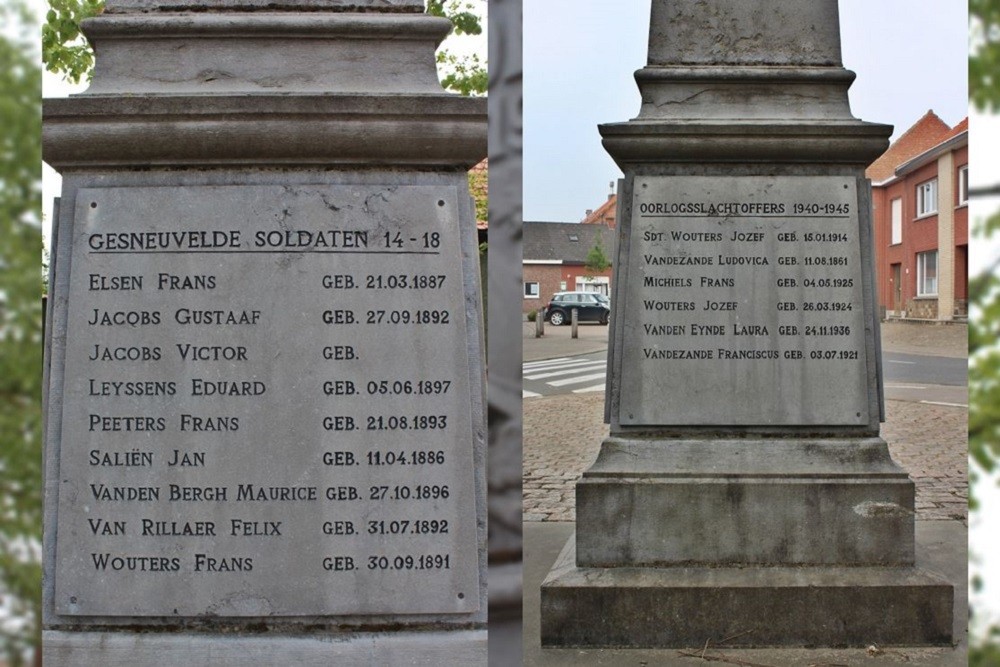 GESNEUVELDE SOLDATEN 14-18
ELSEN FRANS GEB. 21.03.1887
JACOBS GUSTAAF GEB. 27.09.1892
JACOBS VICTOR GEB.
LEYSSENS EDUARD GEB. 05.06.1897
PEETERS FRANS GEB. 21.08.1893
SALIËN JAN GEB. 11.04.1886
VANDEN BERGH MAURICE GEB. 27.10.1896
VAN RILLAER FELIX GEB. 31.07.1892
WOUTERS FRANS GEB. 30.09.1891
OORLOGSSLACHTOFFERS 1940-1945
SDT. WOUTERS JOZEF GEB. 15.01.1914
VANDEZANDE LUDOVICA GEB. 11.08.1861
MICHIELS FRANS GEB. 04.05.1925
WOUTERS JOZEF GEB. 26.03.1924
VANDEN EYNDE LAURA GEB. 24.11.1936
VANDEZANDE FRANCISCUS GEB. 03.07.1921